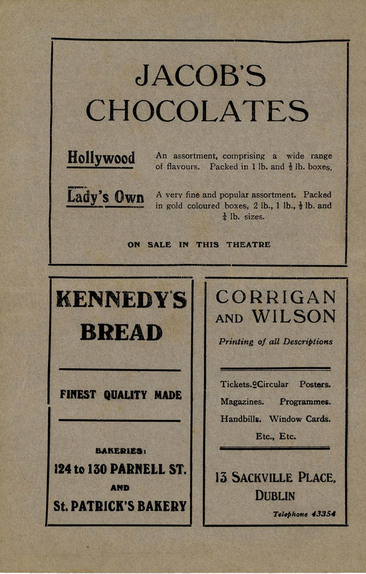 JACOB'S
CHOCOLATES
Hollywood
An assortment, comprising a wide range
of flavours. Packed in 1 lb. and ½ lb. boxes,
Lady's Own
A very fine and popular assortment. Packed
in gold coloured boxes, 2 lb., 1 lb., ½ lb. and
¼ lb. sizes.
ON SALE IN THIS THEATRE
KENNEDY'S
BREAD
FINEST QUALITY MADE
BAKERIES:
124 to 130 PARNELL ST.
AND
St. PATRICK'S BAKERY
CORRIGAN
AND WILSON
Printing of all Descriptions
Tickets. Circular Posters.
Magazines. Programmes.
Handbills. Window Cards.
Etc., Etc.
13 SACKVILLE PLACE,
DUBLIN
Telephone 43354